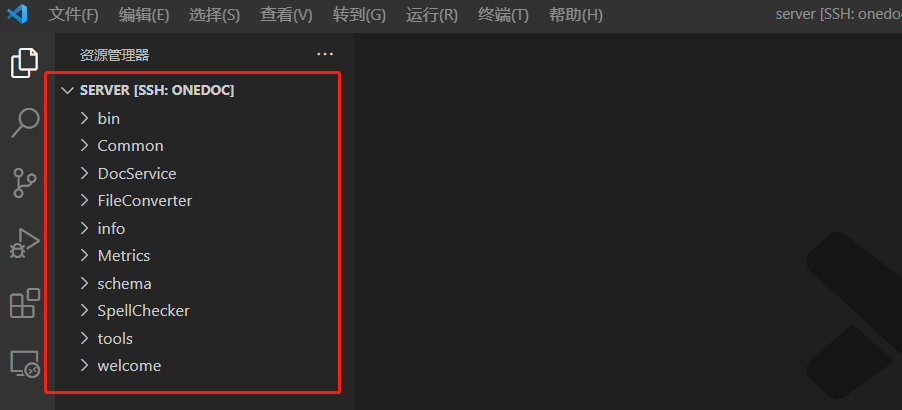 文件(F) 编辑(E) 选择(S) 查看(V) 转到(G) 运行(R) 终端(T) 帮助(H) server [SSH: onedoc
资源管理器 ...
SERVER [SSH: ONEDOC]
bin
Common
DocService
FileConverter
info
Metrics
schema
SpellChecker
tools
welcome